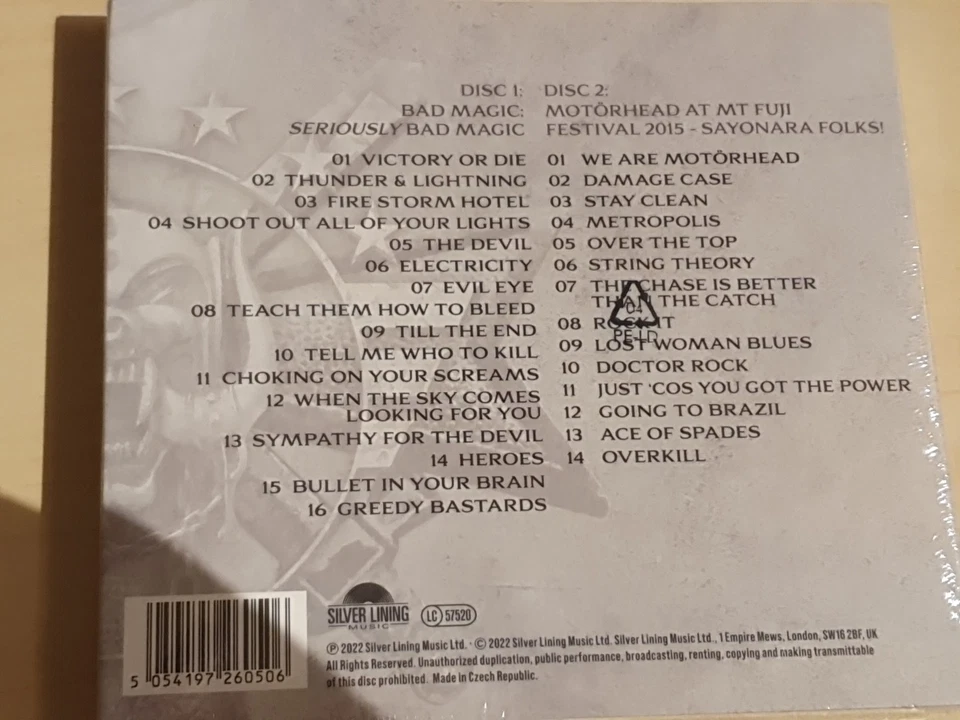 DISC 1:
BAD MAGIC:
SERIOUSLY BAD MAGIC
01 VICTORY OR DIE
02 THUNDER & LIGHTNING
03 FIRE STORM HOTEL
04 SHOOT OUT ALL OF YOUR LIGHTS
05 THE DEVIL
06 ELECTRICITY
07 EVIL EYE
08 TEACH THEM HOW TO BLEED
09 TILL THE END
10 TELL ME WHO TO KILL
11 CHOKING ON YOUR SCREAMS
12 WHEN THE SKY COMES
LOOKING FOR YOU
13 SYMPATHY FOR THE DEVIL
14 HEROES
15 BULLET IN YOUR BRAIN
16 GREEDY BASTARDS
DISC 2:
MOTÖRHEAD AT MT FUJI
FESTIVAL 2015 - SAYONARA FOLKS!
01 WE ARE MOTÖRHEAD
02 DAMAGE CASE
03 STAY CLEAN
04 METROPOLIS
05 OVER THE TOP
06 STRING THEORY
07 THE CHASE IS BETTER
THAN THE CATCH
08 ROCK IT
09 LOST WOMAN BLUES
10 DOCTOR ROCK
11 JUST 'COS YOU GOT THE POWER
12 GOING TO BRAZIL
13 ACE OF SPADES
14 OVERKILL
04
PE-LD
5 054197 260506
SILVER LINING
MUSIC
LC 57520
℗ 2022 Silver Lining Music Ltd. · © 2022 Silver Lining Music Ltd. Silver Lining Music Ltd., 1 Empire Mews, London, SW16 2BF, UK
All Rights Reserved. Unauthorized duplication, public performance, broadcasting, renting, copying and making transmittable
of this disc prohibited. Made in Czech Republic.